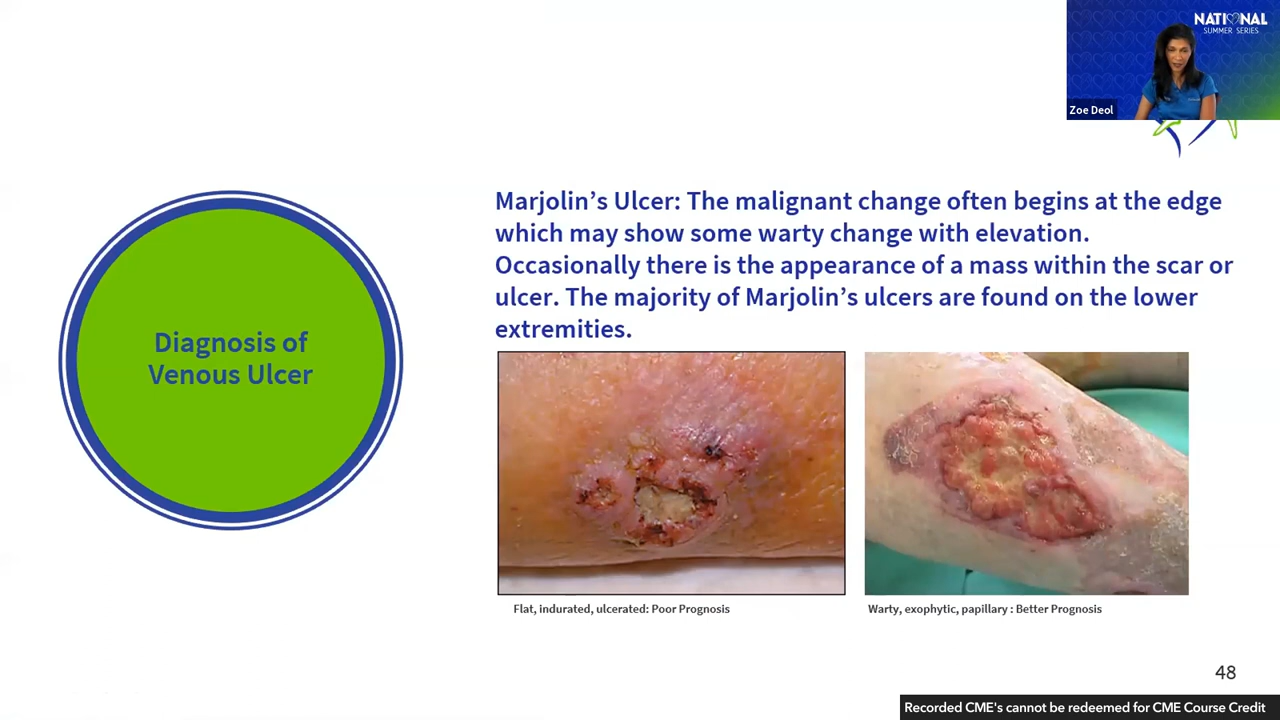 NATIONAL
SUMMER SERIES
Zoe Deol
Marjolin’s Ulcer: The malignant change often begins at the edge
which may show some warty change with elevation.
Occasionally there is the appearance of a mass within the scar or
ulcer. The majority of Marjolin’s ulcers are found on the lower
extremities.
Diagnosis of
Venous Ulcer
Flat, indurated, ulcerated: Poor Prognosis
Warty, exophytic, papillary : Better Prognosis
48
Recorded CME's cannot be redeemed for CME Course Credit